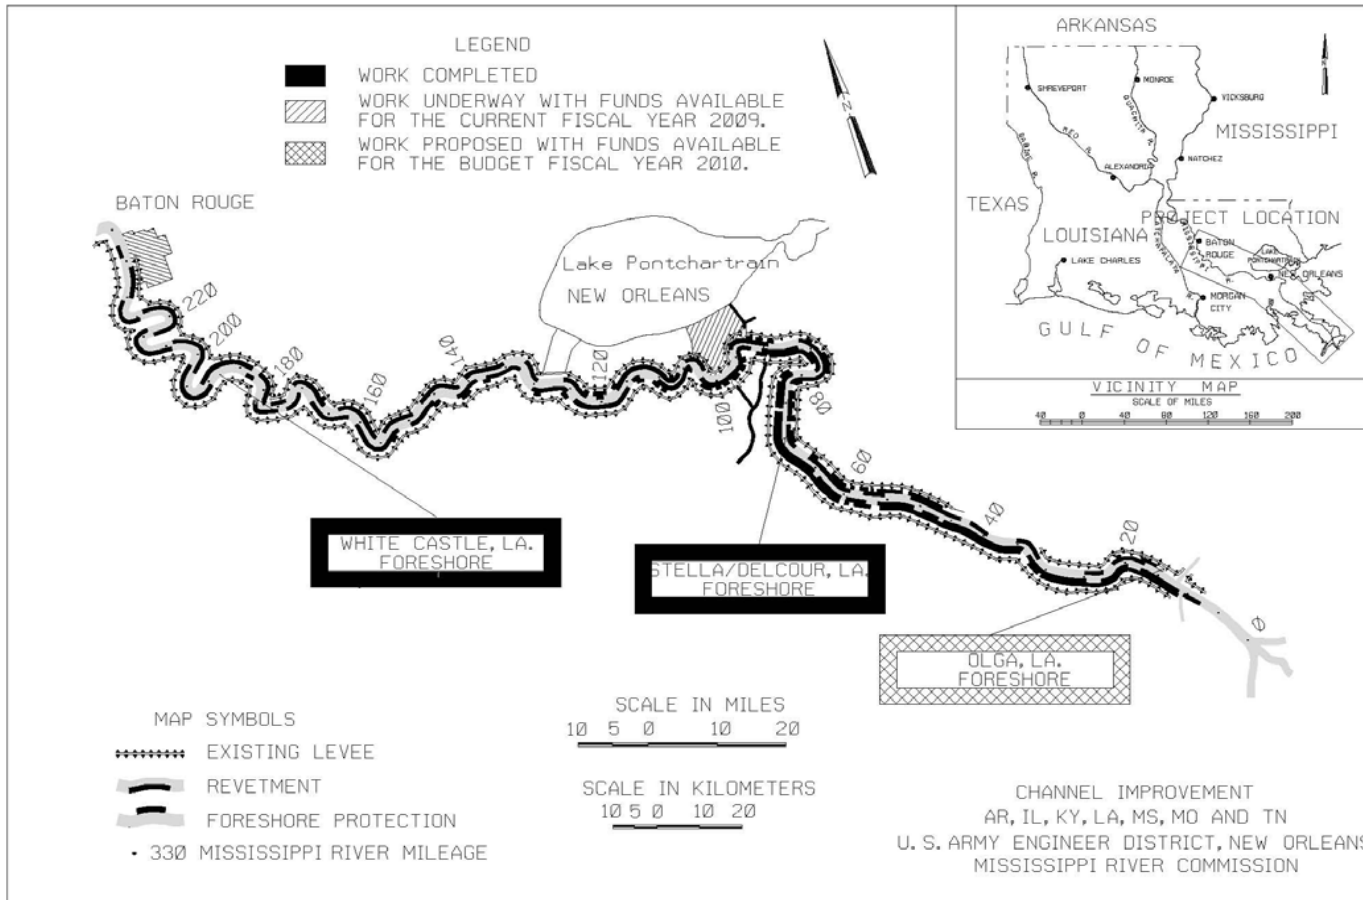 LEGEND
WORK COMPLETED
WORK UNDERWAY WITH FUNDS AVAILABLE
FOR THE CURRENT FISCAL YEAR 2009.
WORK PROPOSED WITH FUNDS AVAILABLE
FOR THE BUDGET FISCAL YEAR 2010.
N
BATON ROUGE
Lake Pontchartrain
NEW ORLEANS
220
200
180
160
140
120
100
80
60
40
20
0
WHITE CASTLE, LA.
FORESHORE
STELLA/DELCOUR, LA.
FORESHORE
OLGA, LA.
FORESHORE
ARKANSAS
MONROE
SHREVEPORT
VICKSBURG
OUACHITA R.
MISSISSIPPI
RED R.
SABINE R.
NATCHEZ
ALEXANDRIA
TEXAS
PROJECT LOCATION
LOUISIANA
ATCHAFALAYA R.
MISSISSIPPI R.
BATON
ROUGE
LAKE
PONTCHARTRAIN
LAKE CHARLES
NEW ORLEANS
MORGAN
CITY
GULF OF MEXICO
VICINITY MAP
SCALE OF MILES
40 0 40 80 120 160 200
MAP SYMBOLS
EXISTING LEVEE
REVETMENT
FORESHORE PROTECTION
330 MISSISSIPPI RIVER MILEAGE
SCALE IN MILES
10 5 0 10 20
SCALE IN KILOMETERS
10 5 0 10 20
CHANNEL IMPROVEMENT
AR, IL, KY, LA, MS, MO AND TN
U. S. ARMY ENGINEER DISTRICT, NEW ORLEANS
MISSISSIPPI RIVER COMMISSION